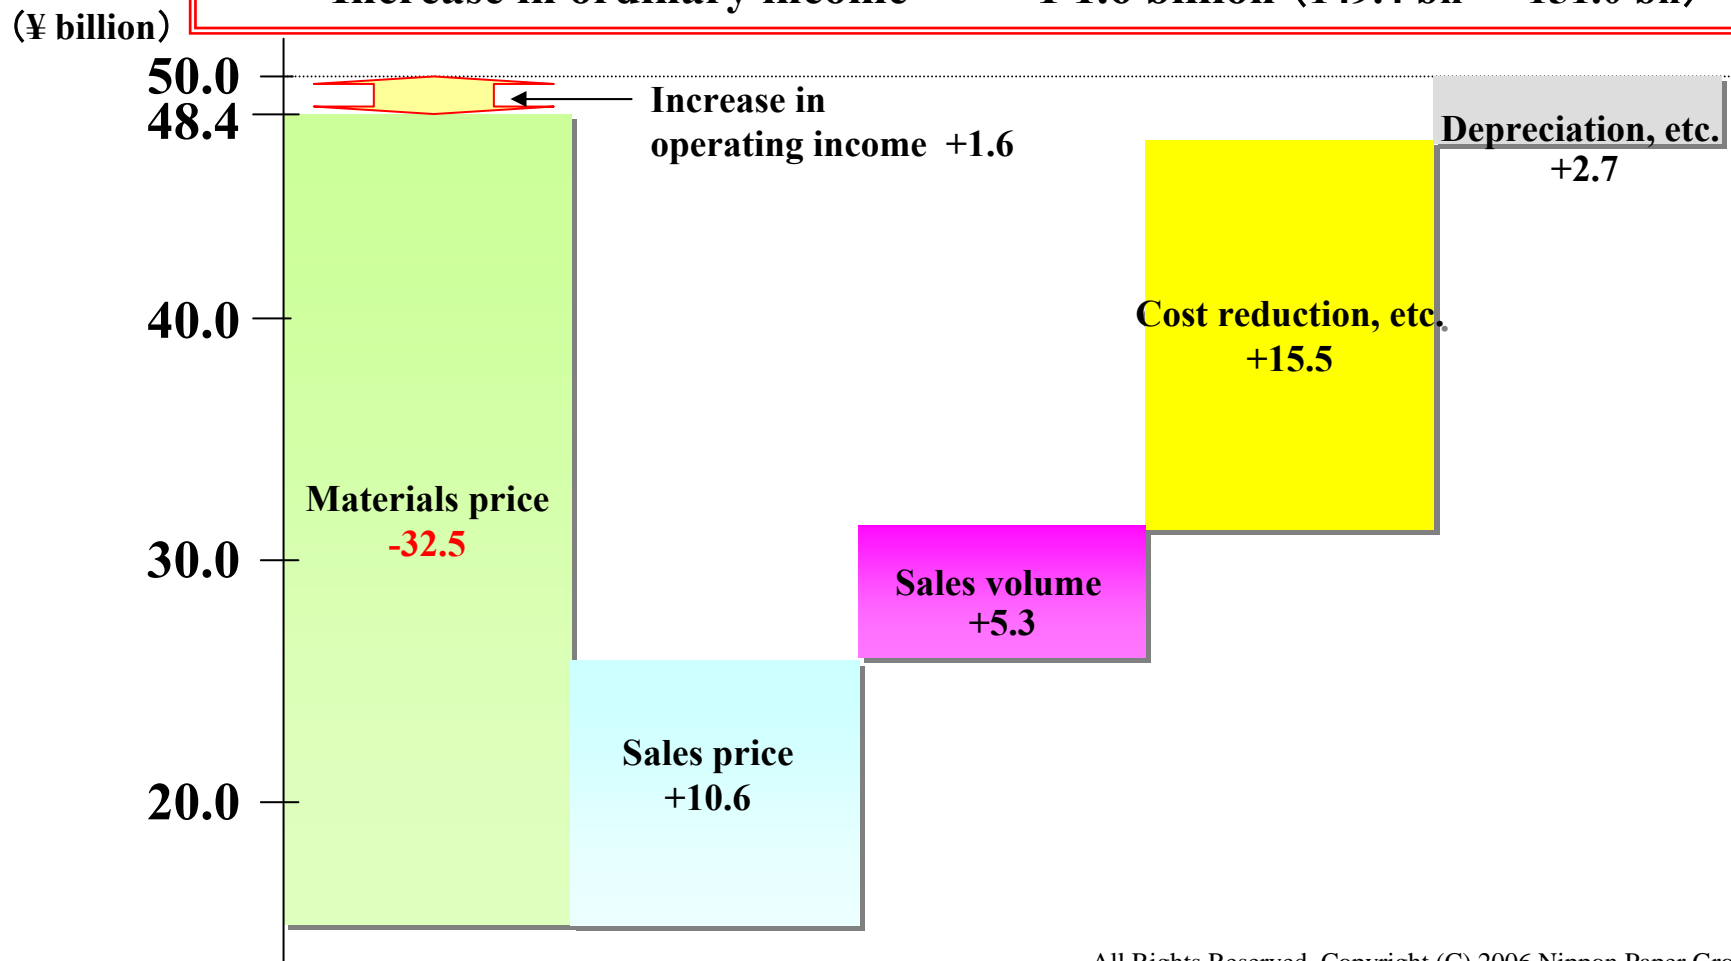 (¥ billion)
50.0
48.4
Increase in
operating income +1.6
Depreciation, etc.
+2.7
40.0
Cost reduction, etc.
+15.5
Materials price
-32.5
30.0
Sales volume
+5.3
Sales price
+10.6
20.0